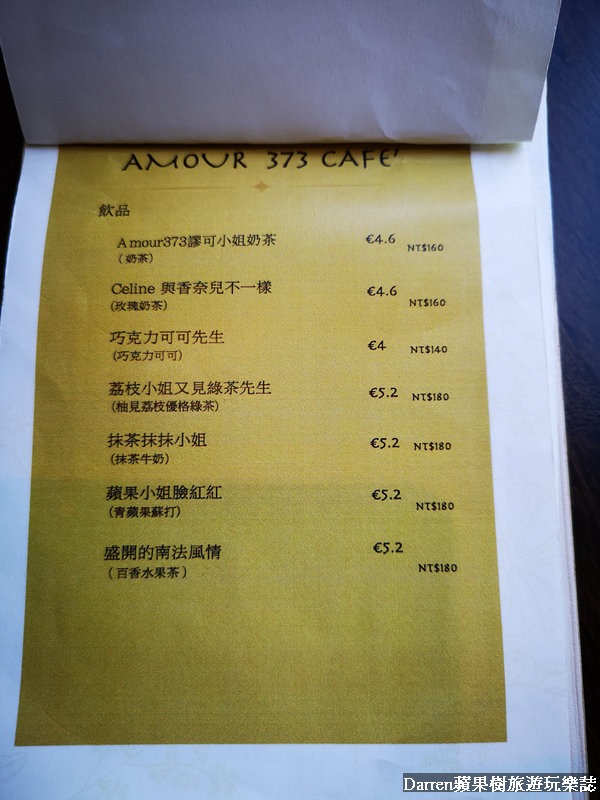 AMOUR 373 CAFE'
飲品
Amour373謬可小姐奶茶 €4.6 NT$160
(奶茶)
Celine 與香奈兒不一樣 €4.6 NT$160
(玫瑰奶茶)
巧克力可可先生 €4 NT$140
(巧克力可可)
荔枝小姐又見綠茶先生 €5.2 NT$180
(柚見荔枝優格綠茶)
抹茶抹抹小姐 €5.2 NT$180
(抹茶牛奶)
蘋果小姐臉紅紅 €5.2 NT$180
(青蘋果蘇打)
盛開的南法風情 €5.2 NT$180
(百香水果茶)
Darren蘋果樹旅遊玩樂誌